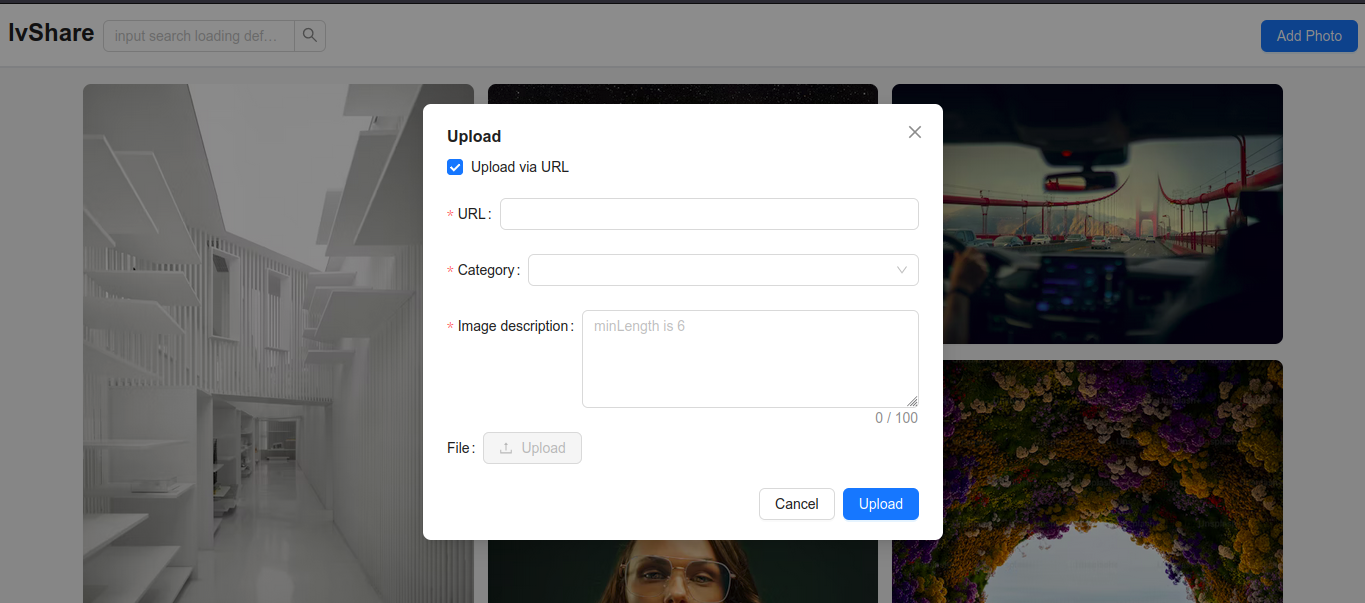 lvShare
input search loading def...
Add Photo
Upload
Upload via URL
* URL:
* Category:
* Image description:
minLength is 6
0 / 100
File:
Upload
Cancel
Upload